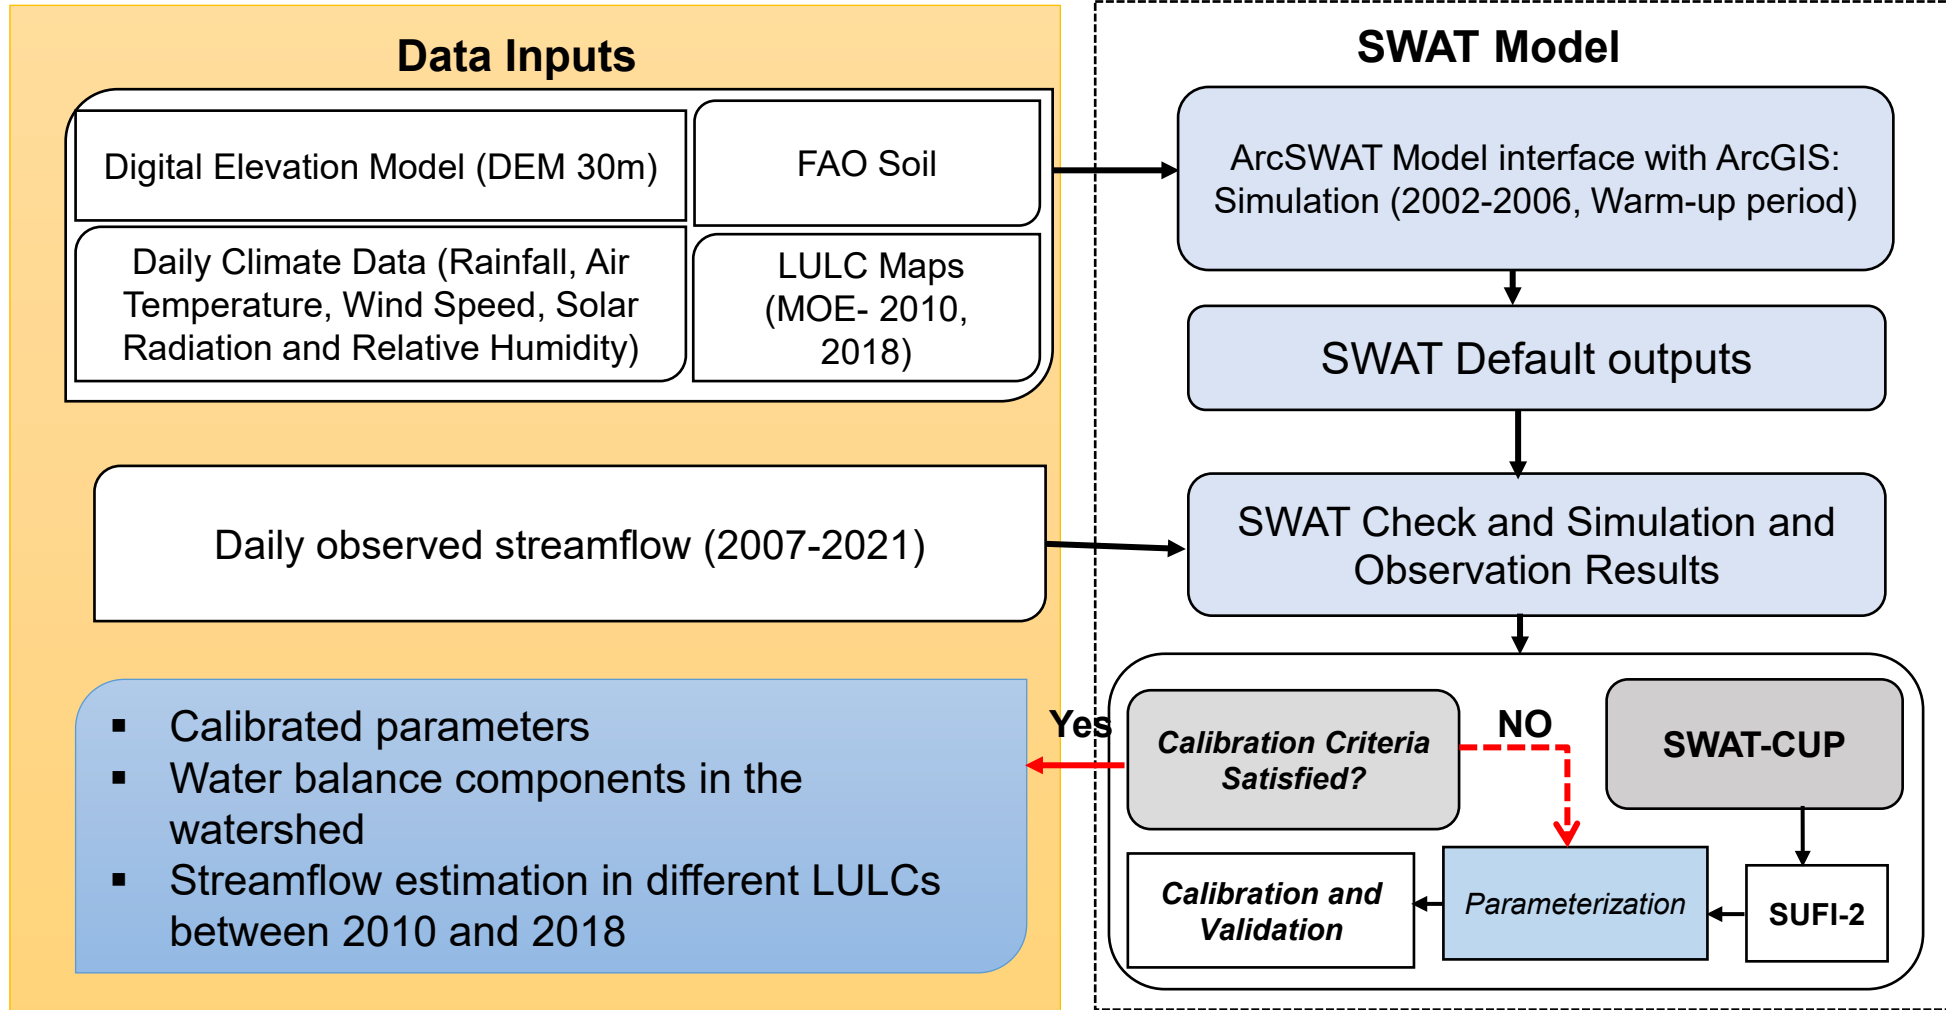 Data Inputs
Digital Elevation Model (DEM 30m)
FAO Soil
Daily Climate Data (Rainfall, Air
Temperature, Wind Speed, Solar
Radiation and Relative Humidity)
LULC Maps
(MOE- 2010,
2018)
Daily observed streamflow (2007-2021)
▪ Calibrated parameters
▪ Water balance components in the
watershed
▪ Streamflow estimation in different LULCs
between 2010 and 2018
SWAT Model
ArcSWAT Model interface with ArcGIS:
Simulation (2002-2006, Warm-up period)
SWAT Default outputs
SWAT Check and Simulation and
Observation Results
Yes
Calibration Criteria
Satisfied?
NO
SWAT-CUP
Calibration and
Validation
Parameterization
SUFI-2